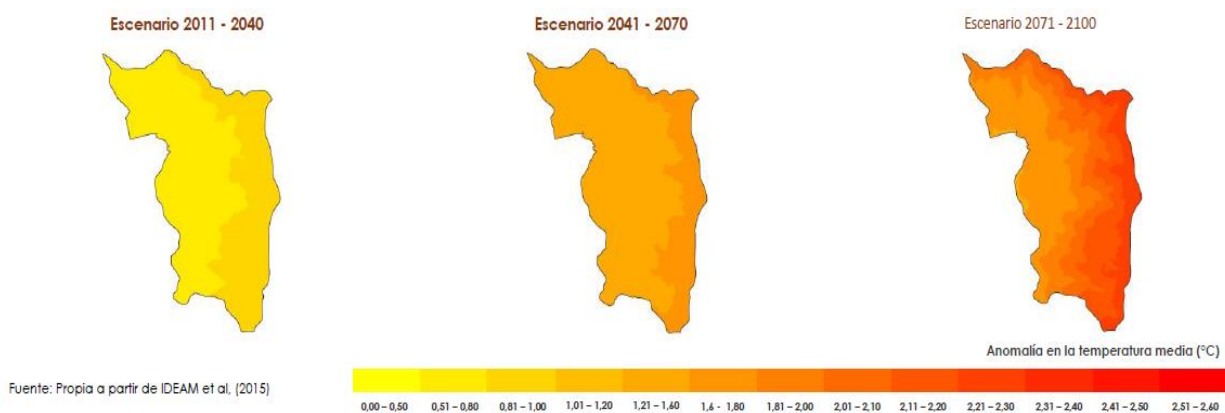 Escenario 2011 - 2040
Escenario 2041 - 2070
Escenario 2071 - 2100
Anomalía en la temperatura media (°C)
Fuente: Propia a partir de IDEAM et al, (2015)
0,00 – 0,50 0,51 – 0,80 0,81 – 1,00 1,01 – 1,20 1,21 – 1,60 1,6 - 1,80 1,81 – 2,00 2,01 – 2,10 2,11 – 2,20 2,21 – 2,30 2,31 – 2,40 2,41 – 2,50 2,51 – 2,60